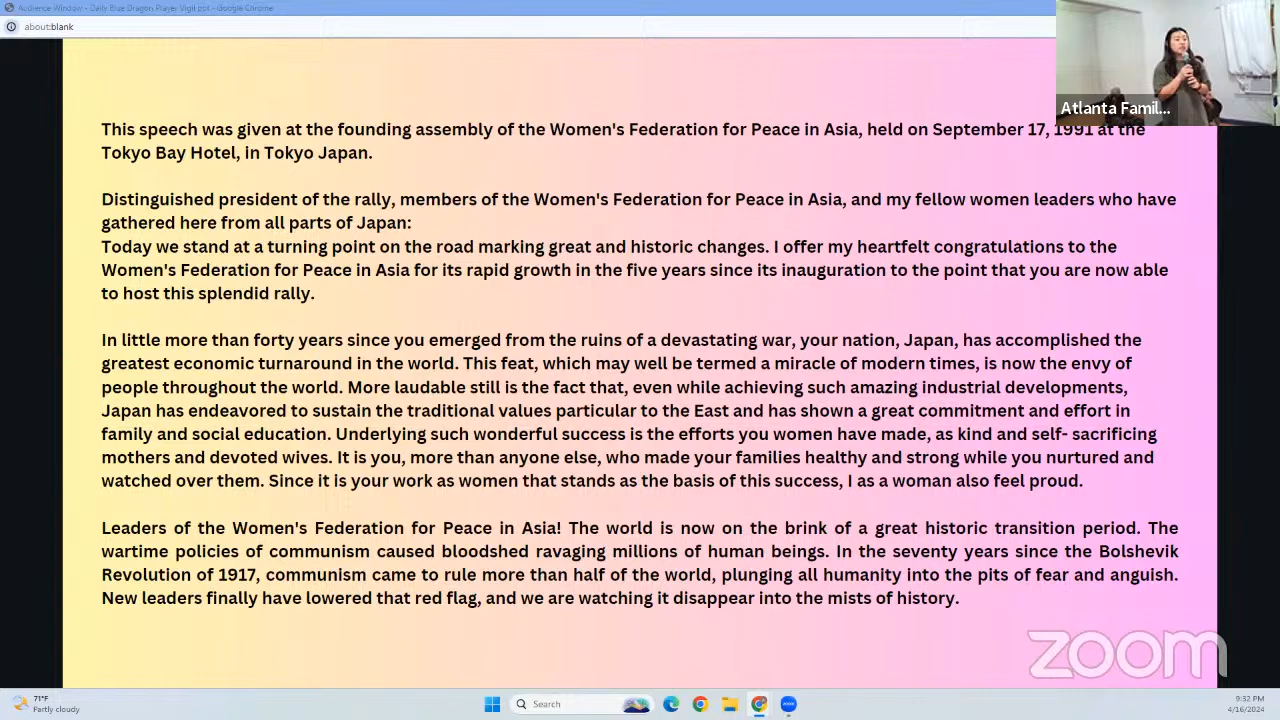 Audience Window - Daily Blue Dragon Player Vigil ppt - Google Chrome
about:blank
Atlanta Famil...
This speech was given at the founding assembly of the Women's Federation for Peace in Asia, held on September 17, 1991 at the
Tokyo Bay Hotel, in Tokyo Japan.
Distinguished president of the rally, members of the Women's Federation for Peace in Asia, and my fellow women leaders who have
gathered here from all parts of Japan:
Today we stand at a turning point on the road marking great and historic changes. I offer my heartfelt congratulations to the
Women's Federation for Peace in Asia for its rapid growth in the five years since its inauguration to the point that you are now able
to host this splendid rally.
In little more than forty years since you emerged from the ruins of a devastating war, your nation, Japan, has accomplished the
greatest economic turnaround in the world. This feat, which may well be termed a miracle of modern times, is now the envy of
people throughout the world. More laudable still is the fact that, even while achieving such amazing industrial developments,
Japan has endeavored to sustain the traditional values particular to the East and has shown a great commitment and effort in
family and social education. Underlying such wonderful success is the efforts you women have made, as kind and self- sacrificing
mothers and devoted wives. It is you, more than anyone else, who made your families healthy and strong while you nurtured and
watched over them. Since it is your work as women that stands as the basis of this success, I as a woman also feel proud.
Leaders of the Women's Federation for Peace in Asia! The world is now on the brink of a great historic transition period. The
wartime policies of communism caused bloodshed ravaging millions of human beings. In the seventy years since the Bolshevik
Revolution of 1917, communism came to rule more than half of the world, plunging all humanity into the pits of fear and anguish.
New leaders finally have lowered that red flag, and we are watching it disappear into the mists of history.
zoom
71°F
Partly cloudy
Search
zoom
9:32 PM
4/16/2024